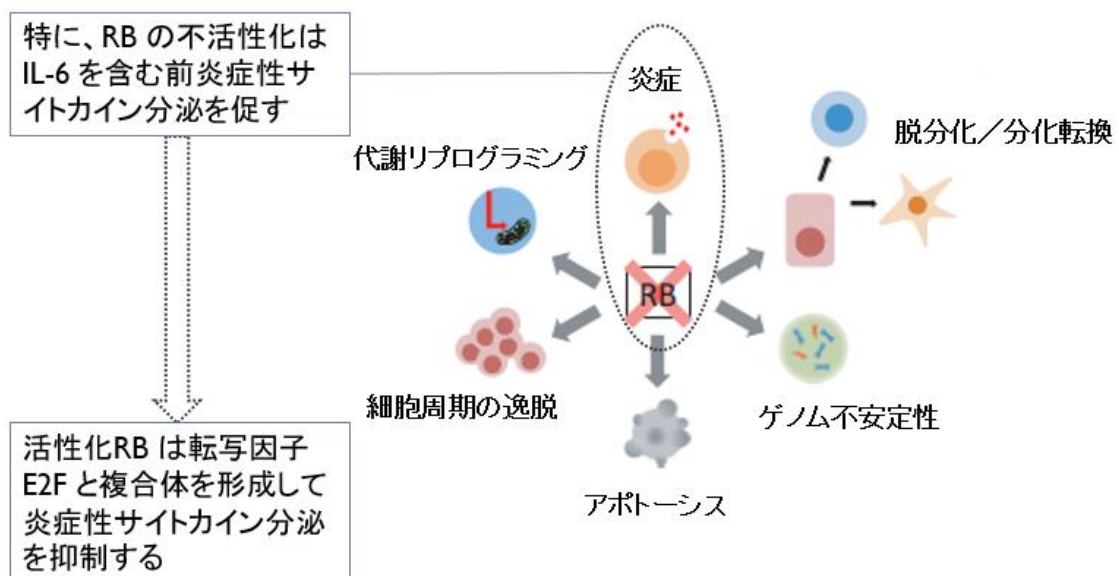 特に、RB の不活性化は
IL-6 を含む前炎症性サ
イトカイン分泌を促す
炎症
脱分化／分化転換
代謝リプログラミング
RB
細胞周期の逸脱
ゲノム不安定性
アポトーシス
活性化RB は転写因子
E2F と複合体を形成して
炎症性サイトカイン分泌
を抑制する